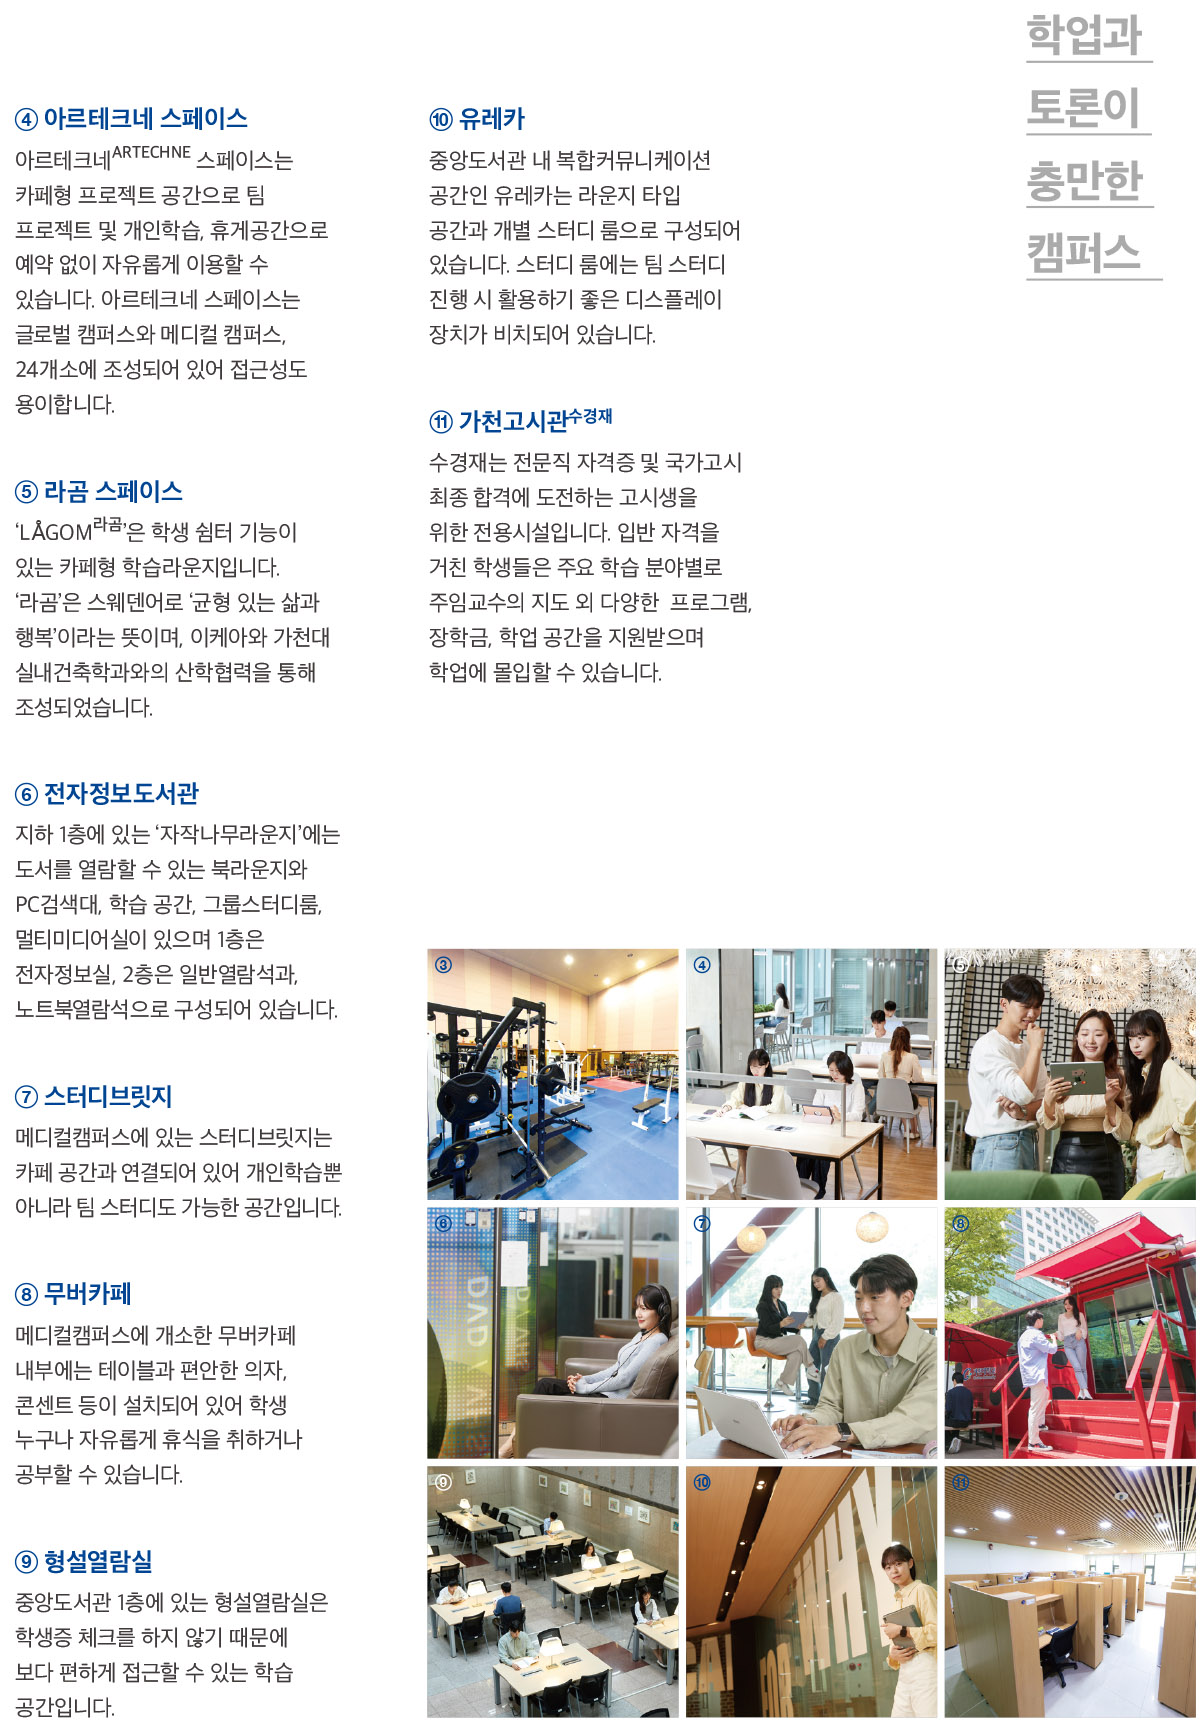 학업과
토론이
충만한
캠퍼스
④ 아르테크네 스페이스
아르테크네ARTECHNE 스페이스는
카페형 프로젝트 공간으로 팀
프로젝트 및 개인학습, 휴게공간으로
예약 없이 자유롭게 이용할 수
있습니다. 아르테크네 스페이스는
글로벌 캠퍼스와 메디컬 캠퍼스,
24개소에 조성되어 있어 접근성도
용이합니다.
⑤ 라곰 스페이스
‘LÅGOM라곰’은 학생 쉼터 기능이
있는 카페형 학습라운지입니다.
‘라곰’은 스웨덴어로 ‘균형 있는 삶과
행복’이라는 뜻이며, 이케아와 가천대
실내건축학과와의 산학협력을 통해
조성되었습니다.
⑥ 전자정보도서관
지하 1층에 있는 ‘자작나무라운지’에는
도서를 열람할 수 있는 북라운지와
PC검색대, 학습 공간, 그룹스터디룸,
멀티미디어실이 있으며 1층은
전자정보실, 2층은 일반열람석과,
노트북열람석으로 구성되어 있습니다.
⑦ 스터디브릿지
메디컬캠퍼스에 있는 스터디브릿지는
카페 공간과 연결되어 있어 개인학습뿐
아니라 팀 스터디도 가능한 공간입니다.
⑧ 무버카페
메디컬캠퍼스에 개소한 무버카페
내부에는 테이블과 편안한 의자,
콘센트 등이 설치되어 있어 학생
누구나 자유롭게 휴식을 취하거나
공부할 수 있습니다.
⑨ 형설열람실
중앙도서관 1층에 있는 형설열람실은
학생증 체크를 하지 않기 때문에
보다 편하게 접근할 수 있는 학습
공간입니다.
⑩ 유레카
중앙도서관 내 복합커뮤니케이션
공간인 유레카는 라운지 타입
공간과 개별 스터디 룸으로 구성되어
있습니다. 스터디 룸에는 팀 스터디
진행 시 활용하기 좋은 디스플레이
장치가 비치되어 있습니다.
⑪ 가천고시관수경재
수경재는 전문직 자격증 및 국가고시
최종 합격에 도전하는 고시생을
위한 전용시설입니다. 입반 자격을
거친 학생들은 주요 학습 분야별로
주임교수의 지도 외 다양한  프로그램,
장학금, 학업 공간을 지원받으며
학업에 몰입할 수 있습니다.
③
④
⑤
⑥
⑦
⑧
⑨
⑩
⑪